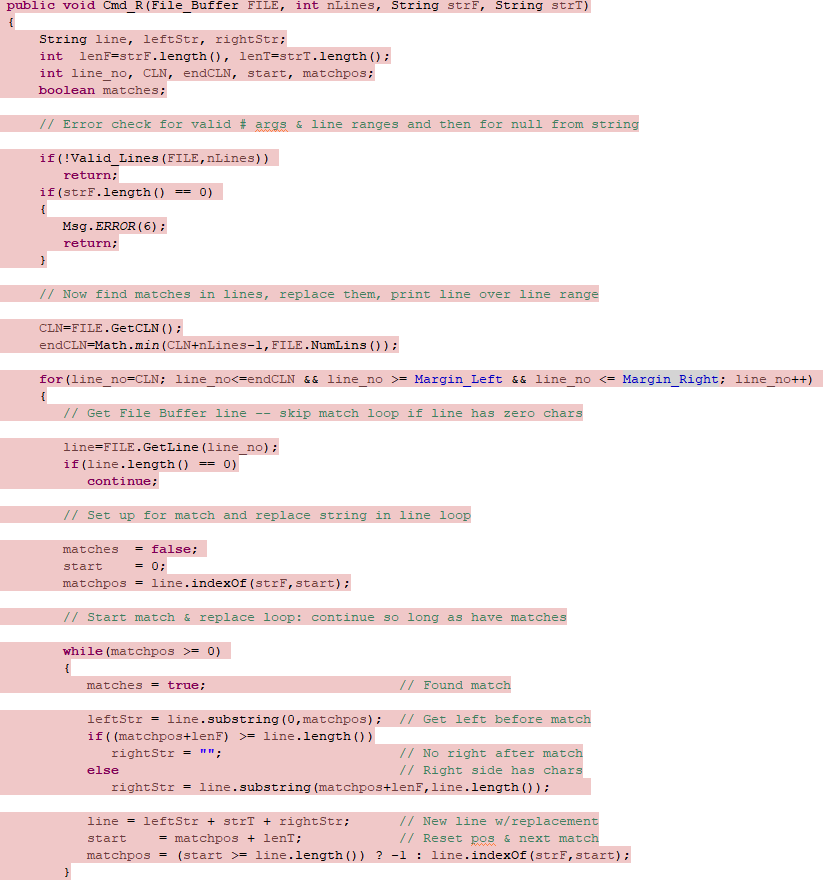 public void Cmd_R(File_Buffer FILE, int nLines, String strF, String strT)
{
    String line, leftStr, rightStr;
    int  lenF=strF.length(), lenT=strT.length();
    int line_no, CLN, endCLN, start, matchpos;
    boolean matches;

    // Error check for valid # args & line ranges and then for null from string

    if(!Valid_Lines(FILE,nLines))
       return;
    if(strF.length() == 0)
    {
       Msg.ERROR(6);
       return;
    }

    // Now find matches in lines, replace them, print line over line range

    CLN=FILE.GetCLN();
    endCLN=Math.min(CLN+nLines-1,FILE.NumLins());

    for(line_no=CLN; line_no<=endCLN && line_no >= Margin_Left && line_no <= Margin_Right; line_no++)
    {
       // Get File Buffer line -- skip match loop if line has zero chars

       line=FILE.GetLine(line_no);
       if(line.length() == 0)
          continue;

       // Set up for match and replace string in line loop

       matches  = false;
       start    = 0;
       matchpos = line.indexOf(strF,start);

       // Start match & replace loop: continue so long as have matches

       while(matchpos >= 0)
       {
          matches = true;                        // Found match

          leftStr = line.substring(0,matchpos);  // Get left before match
          if((matchpos+lenF) >= line.length())
             rightStr = "";                      // No right after match
          else                                   // Right side has chars
             rightStr = line.substring(matchpos+lenF,line.length());

          line = leftStr + strT + rightStr;      // New line w/replacement
          start    = matchpos + lenT;            // Reset pos & next match
          matchpos = (start >= line.length()) ? -1 : line.indexOf(strF,start);
       }